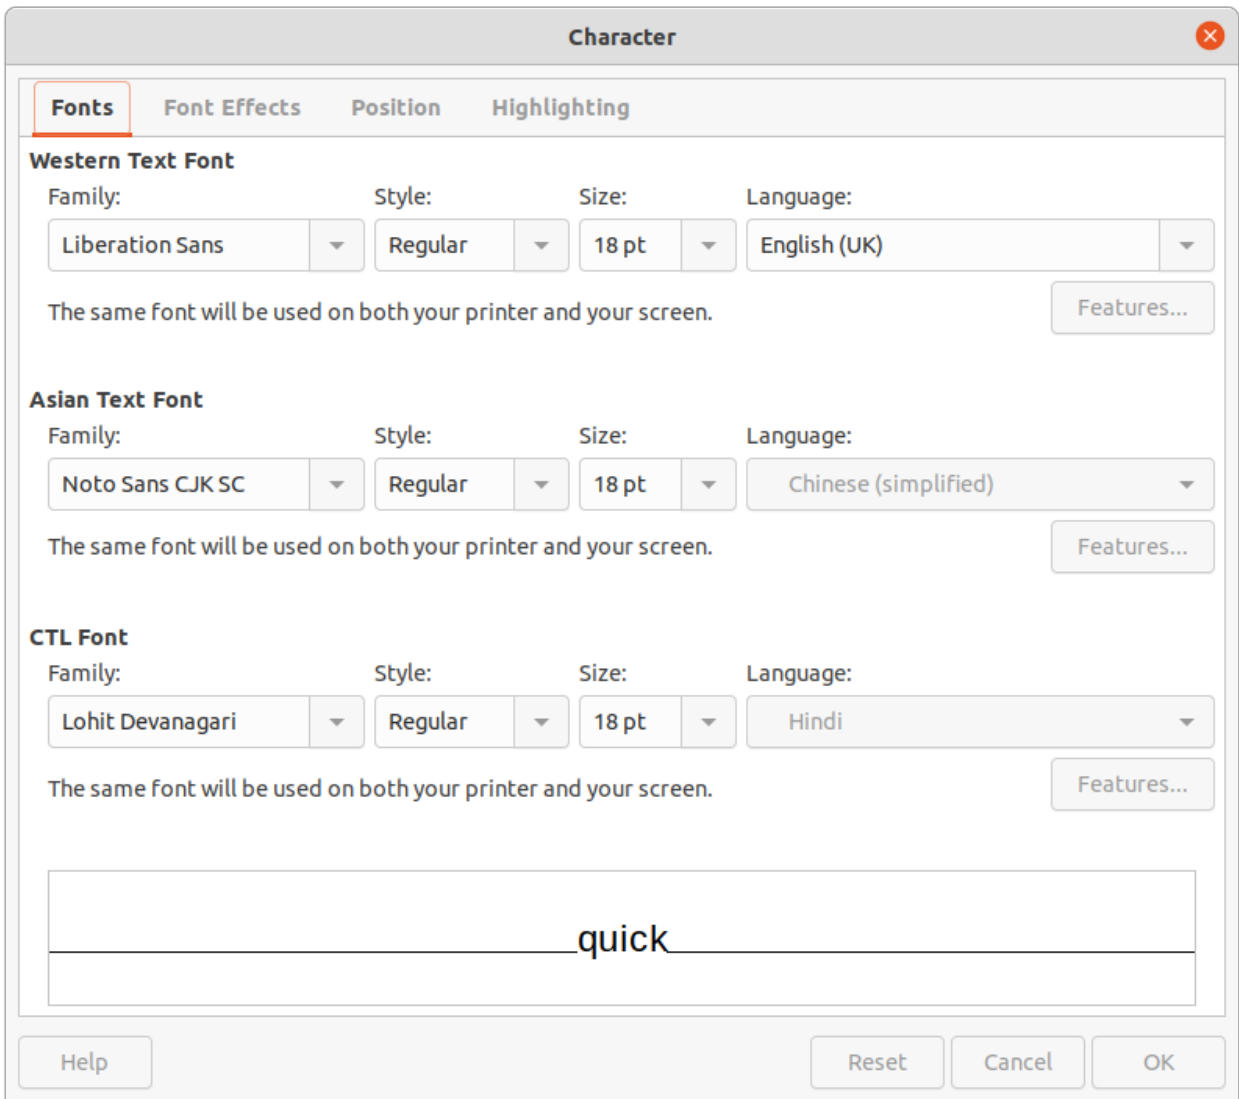 Character
Fonts Font Effects Position Highlighting
Western Text Font
Family: Style: Size: Language:
Liberation Sans Regular 18 pt English (UK)
The same font will be used on both your printer and your screen. Features...
Asian Text Font
Family: Style: Size: Language:
Noto Sans CJK SC Regular 18 pt Chinese (simplified)
The same font will be used on both your printer and your screen. Features...
CTL Font
Family: Style: Size: Language:
Lohit Devanagari Regular 18 pt Hindi
The same font will be used on both your printer and your screen. Features...
quick
Help Reset Cancel OK